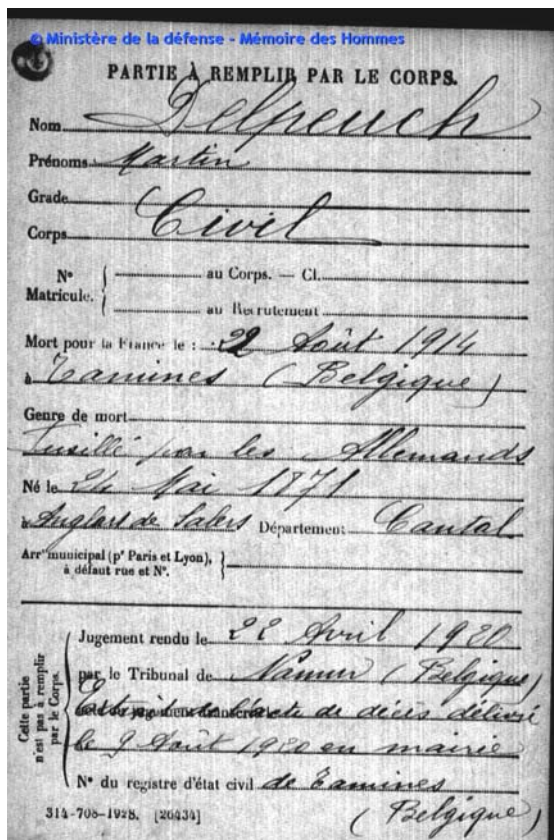 © Ministère de la défense - Mémoire des Hommes
PARTIE À REMPLIR PAR LE CORPS.
Nom Delpeuch
Prénoms Martin
Grade
Corps Civil
N° Matricule. { au Corps. — Cl.
au Recrutement
Mort pour la France le : 22 Août 1914
à Tamines (Belgique)
Genre de mort
Fusillé par les Allemands
Né le 24 Mai 1871
à Anglars de Salers Département Cantal
Arrt municipal (pr Paris et Lyon), }
à défaut rue et N°.
Cette partie n'est pas à remplir par le Corps.
Jugement rendu le 22 Avril 1920
par le Tribunal de Namur (Belgique)
Extrait de l'acte de décès délivré
le 9 Août 1920 en mairie
N° du registre d'état civil de Tamines
314-708-1928. [26434] (Belgique)